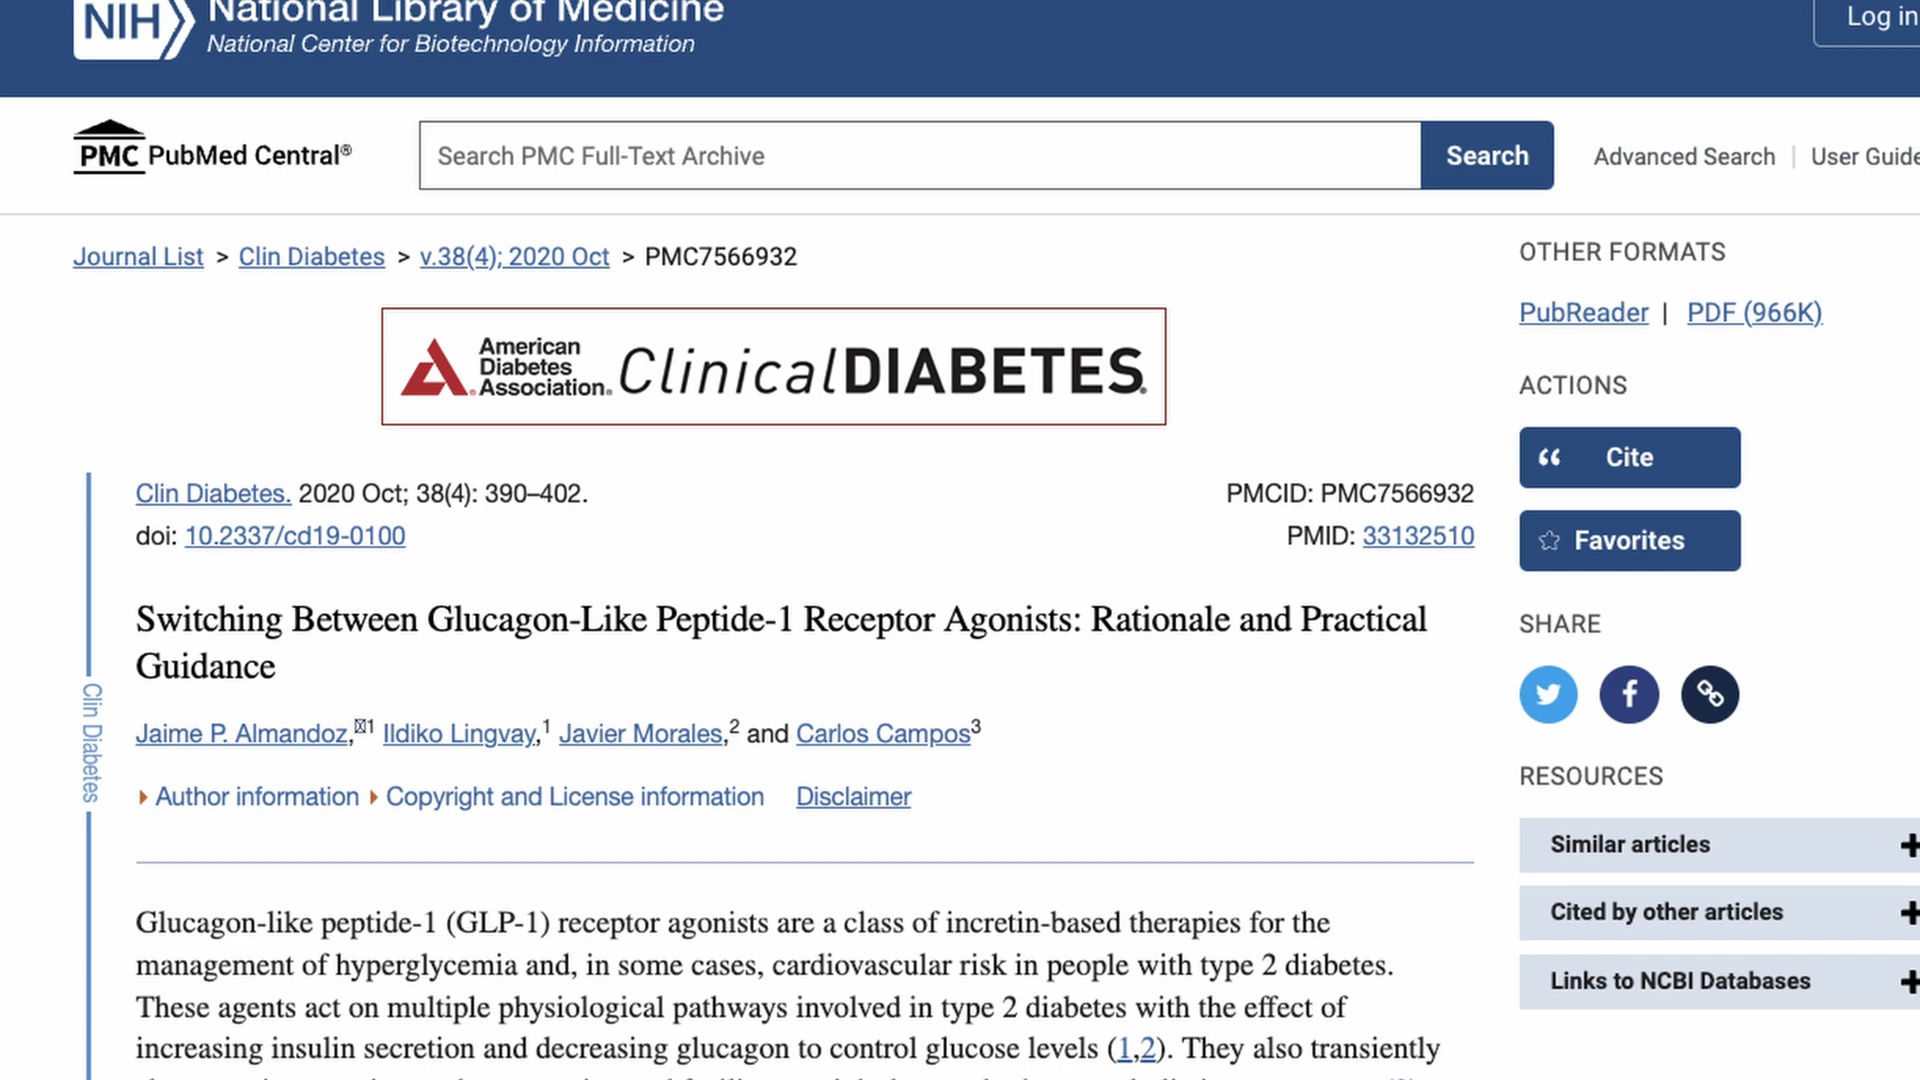 NIH
National Library of Medicine
National Center for Biotechnology Information
Log in
PMC PubMed Central®
Search PMC Full-Text Archive
Search
Advanced Search
User Guide
Journal List > Clin Diabetes > v.38(4); 2020 Oct > PMC7566932
American
Diabetes
Association®
ClinicalDIABETES®
Clin Diabetes. 2020 Oct; 38(4): 390–402.
doi: 10.2337/cd19-0100
PMCID: PMC7566932
PMID: 33132510
Switching Between Glucagon-Like Peptide-1 Receptor Agonists: Rationale and Practical
Guidance
Jaime P. Almandoz,1 Ildiko Lingvay,1 Javier Morales,2 and Carlos Campos3
Author information Copyright and License information Disclaimer
Clin Diabetes
Glucagon-like peptide-1 (GLP-1) receptor agonists are a class of incretin-based therapies for the
management of hyperglycemia and, in some cases, cardiovascular risk in people with type 2 diabetes.
These agents act on multiple physiological pathways involved in type 2 diabetes with the effect of
increasing insulin secretion and decreasing glucagon to control glucose levels (1,2). They also transiently
OTHER FORMATS
PubReader | PDF (966K)
ACTIONS
Cite
Favorites
SHARE
RESOURCES
Similar articles
Cited by other articles
Links to NCBI Databases